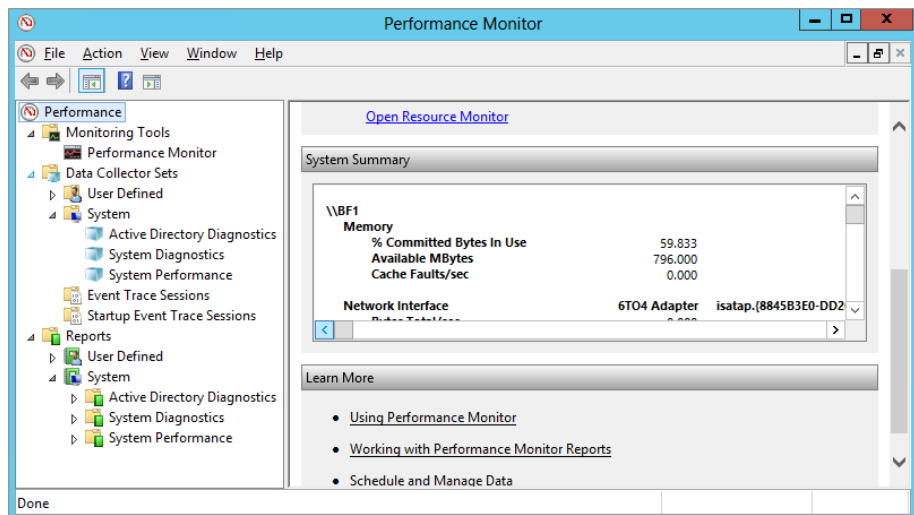 Performance Monitor
File Action View Window Help
Performance
Monitoring Tools
Performance Monitor
Data Collector Sets
User Defined
System
Active Directory Diagnostics
System Diagnostics
System Performance
Event Trace Sessions
Startup Event Trace Sessions
Reports
User Defined
System
Active Directory Diagnostics
System Diagnostics
System Performance
Open Resource Monitor
System Summary
\\BF1
Memory
% Committed Bytes In Use 59.833
Available MBytes 796.000
Cache Faults/sec 0.000
Network Interface 6TO4 Adapter isatap.{8845B3E0-DD2
Learn More
• Using Performance Monitor
• Working with Performance Monitor Reports
• Schedule and Manage Data
Done